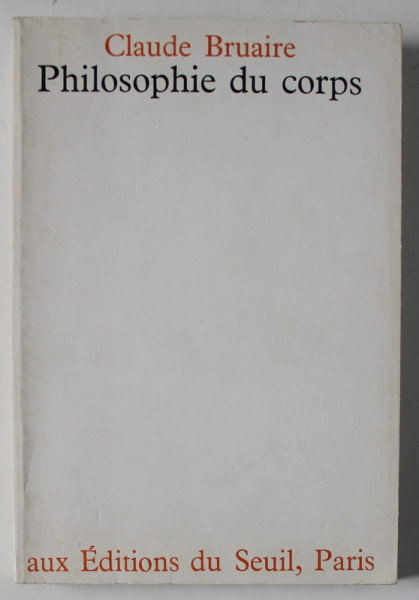 Claude Bruaire
Philosophie du corps
aux Éditions du Seuil, Paris